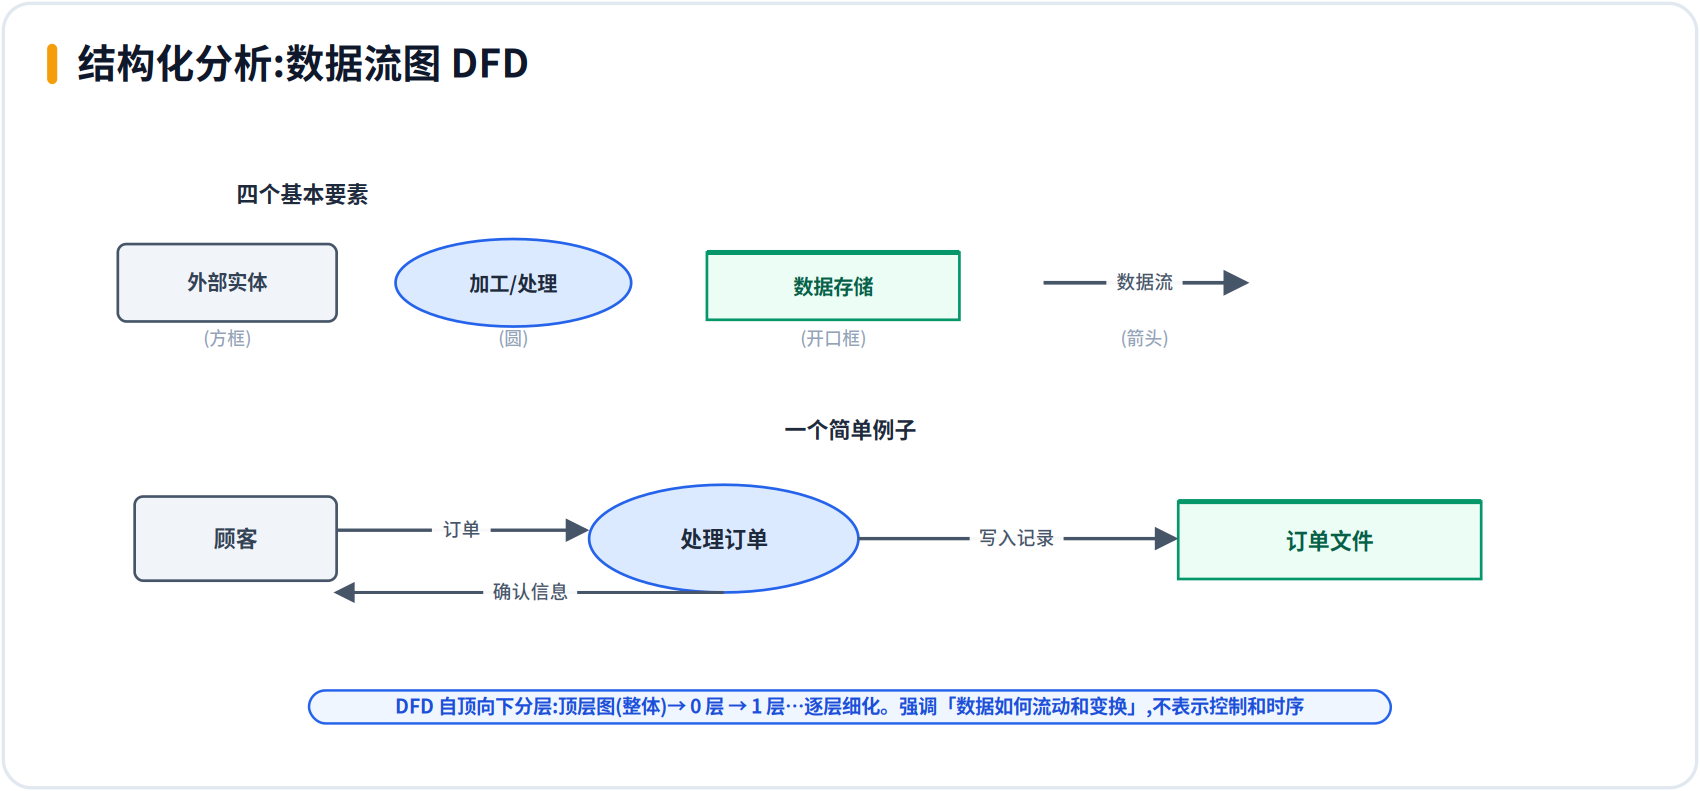 结构化分析:数据流图 DFD
四个基本要素
外部实体
加工/处理
数据存储
数据流
(方框)
(圆)
(开口框)
(箭头)
一个简单例子
顾客
订单
处理订单
写入记录
订单文件
确认信息
DFD 自顶向下分层:顶层图(整体)→ 0 层 → 1 层…逐层细化。强调「数据如何流动和变换」,不表示控制和时序